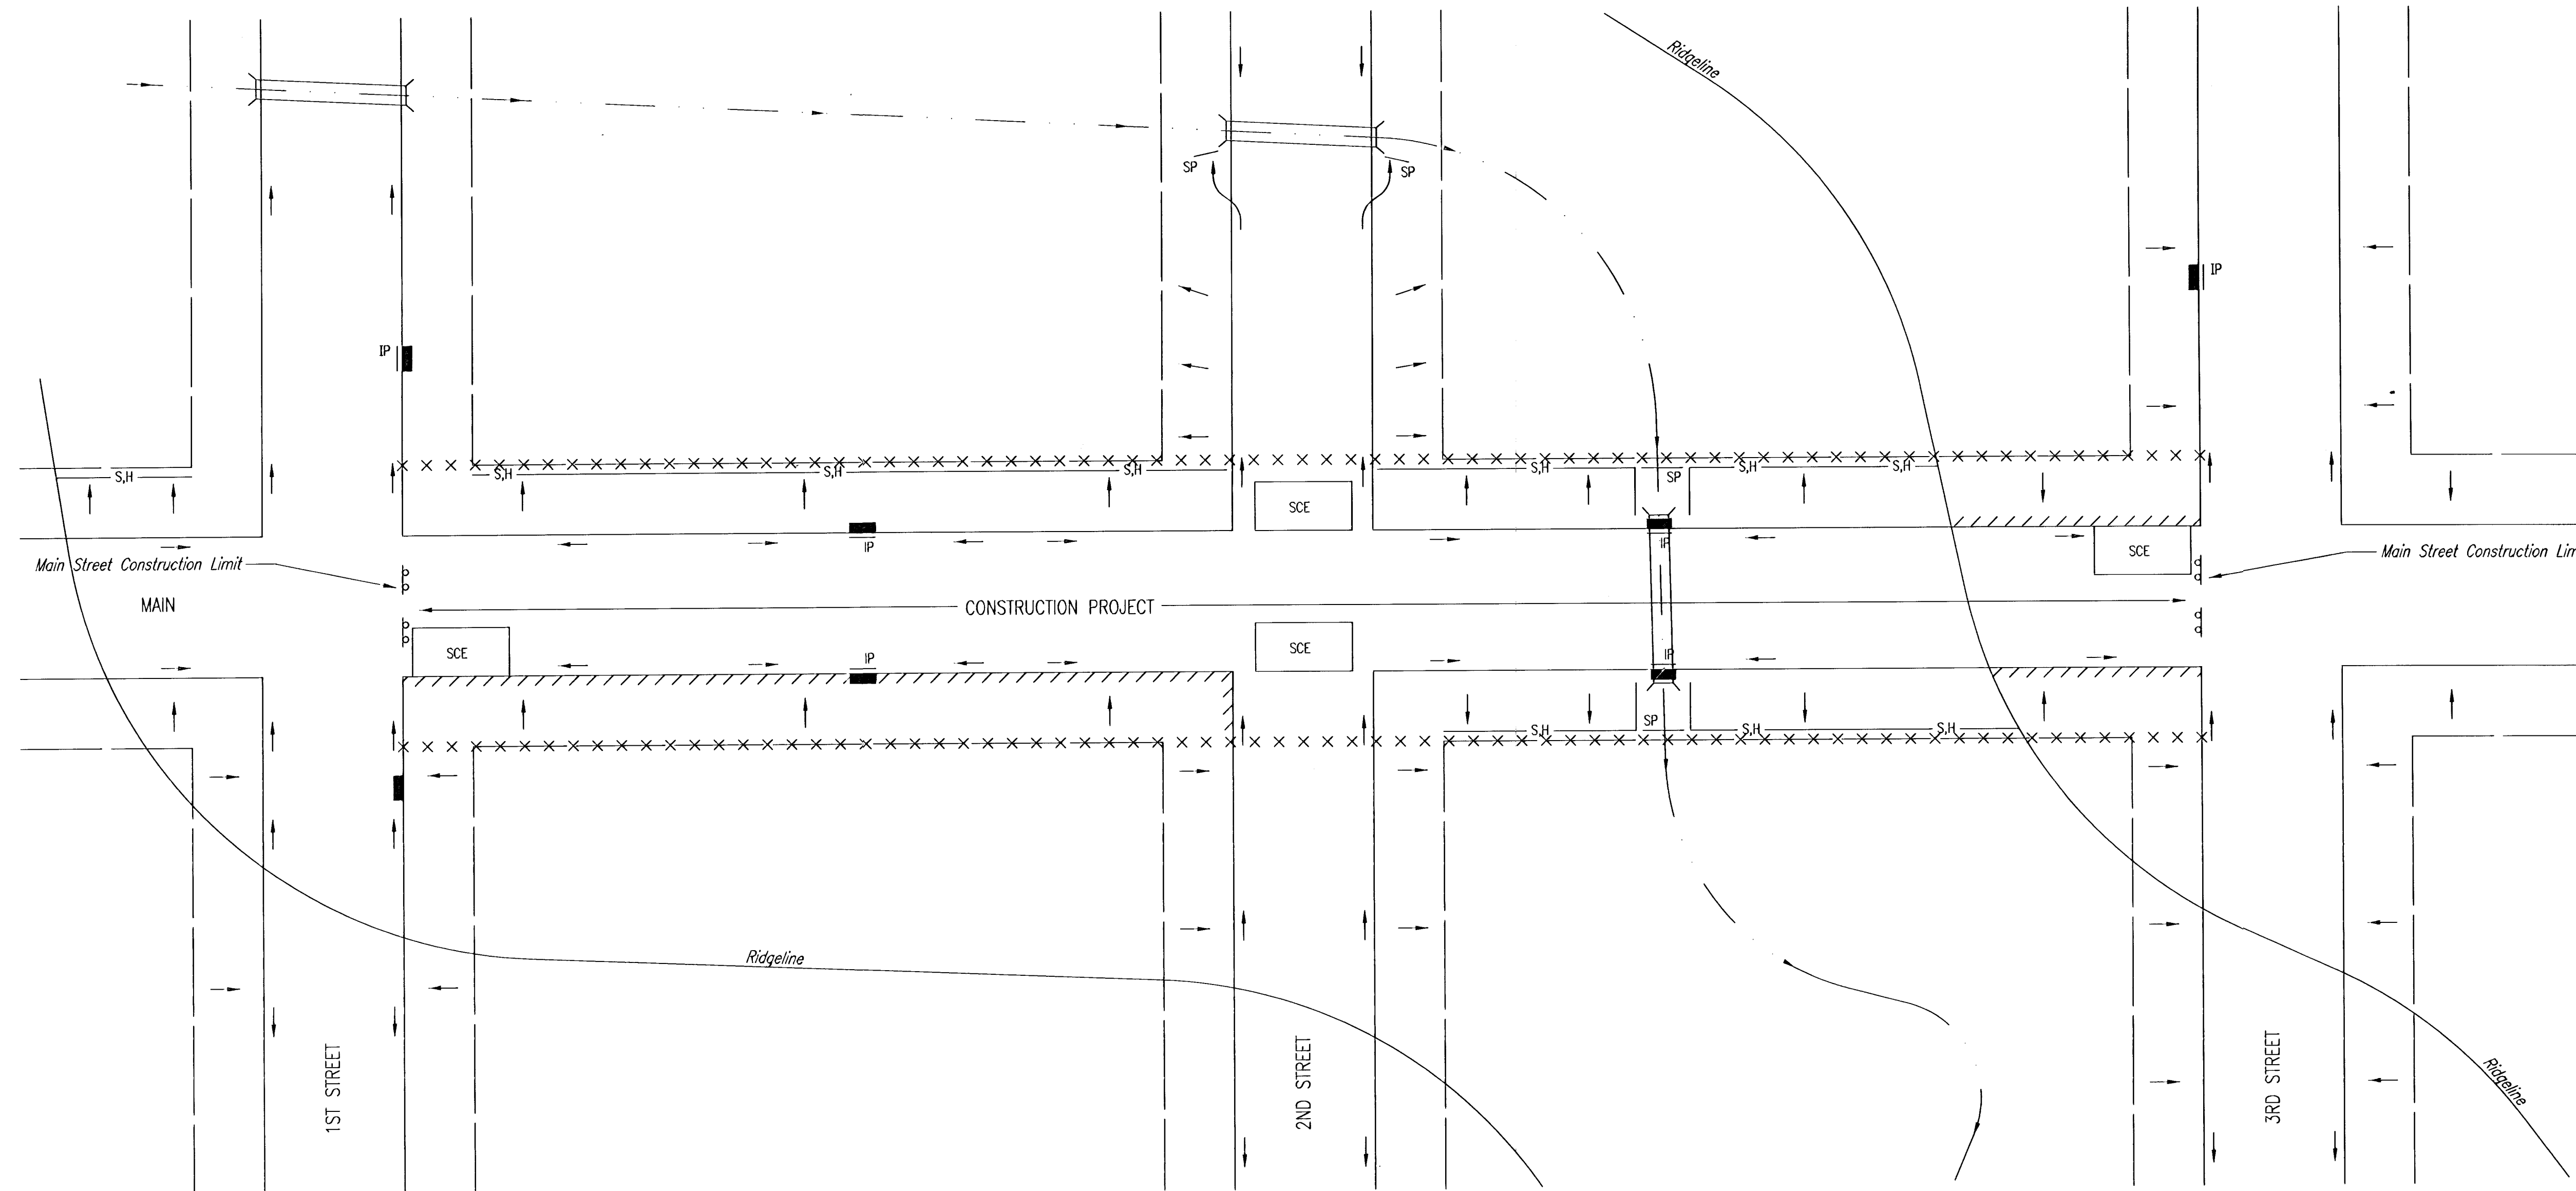 Ridgeline
SP
SP
IP
IP
S,H
S,H
S,H
S,H
S,H
SP
S,H
S,H
SCE
IP
IP
SCE
Main Street Construction Limit
Main Street Construction Lim
MAIN
CONSTRUCTION PROJECT
SCE
SCE
IP
IP
SP
S,H
S,H
S,H
Ridgeline
1ST STREET
2ND STREET
3RD STREET
Ridgeline